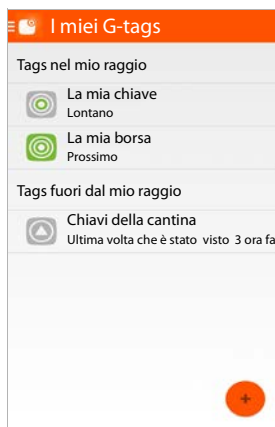 I miei G-tags
Tags nel mio raggio
La mia chiave
Lontano
La mia borsa
Prossimo
Tags fuori dal mio raggio
Chiavi della cantina
Ultima volta che è stato visto 3 ora fa
+